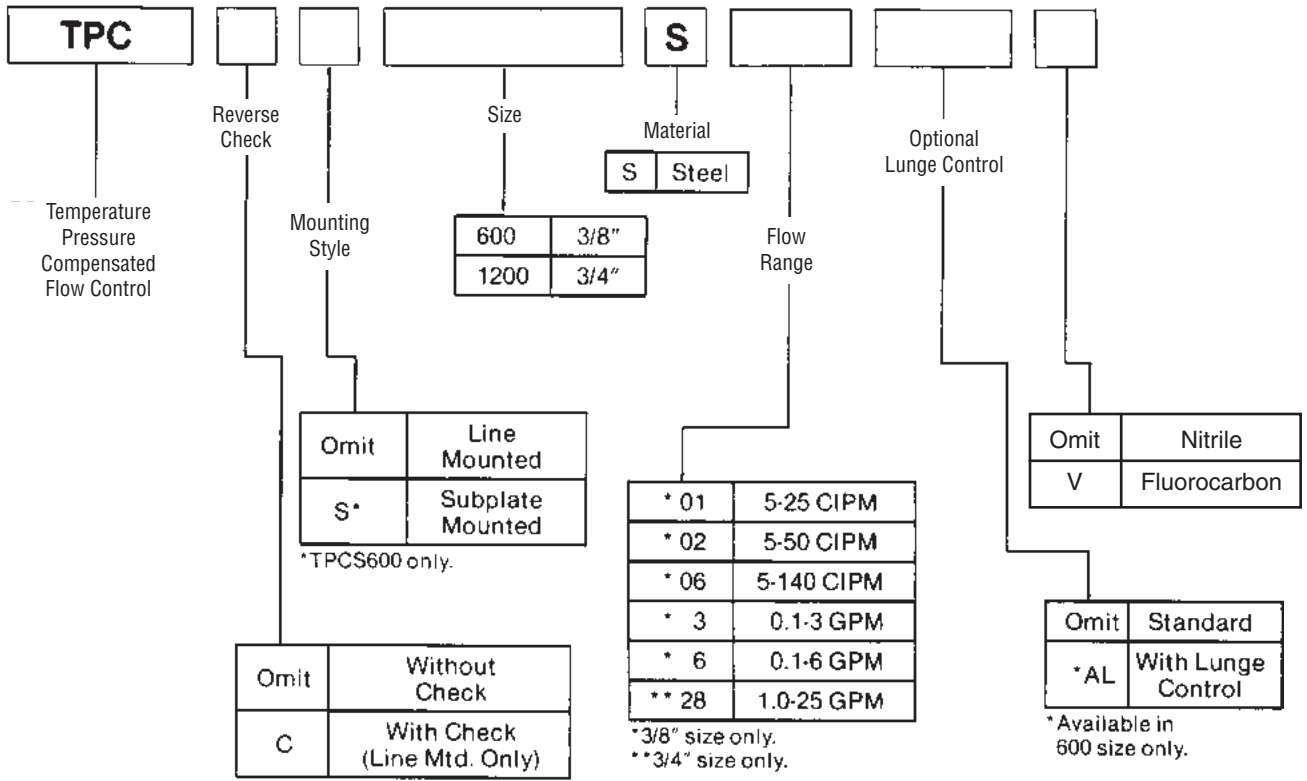 TPC
S
Reverse
Check
Size
Material
S Steel
Optional
Lunge Control
Temperature
Pressure
Compensated
Flow Control
Mounting
Style
600 3/8"
1200 3/4"
Flow
Range
Omit Line
Mounted
S* Subplate
Mounted
*TPCS600 only.
Omit Without
Check
C With Check
(Line Mtd. Only)
* 01 5-25 CIPM
* 02 5-50 CIPM
* 06 5-140 CIPM
* 3 0.1-3 GPM
* 6 0.1-6 GPM
** 28 1.0-25 GPM
*3/8" size only.
**3/4" size only.
Omit Nitrile
V Fluorocarbon
Omit Standard
*AL With Lunge
Control
*Available in
600 size only.